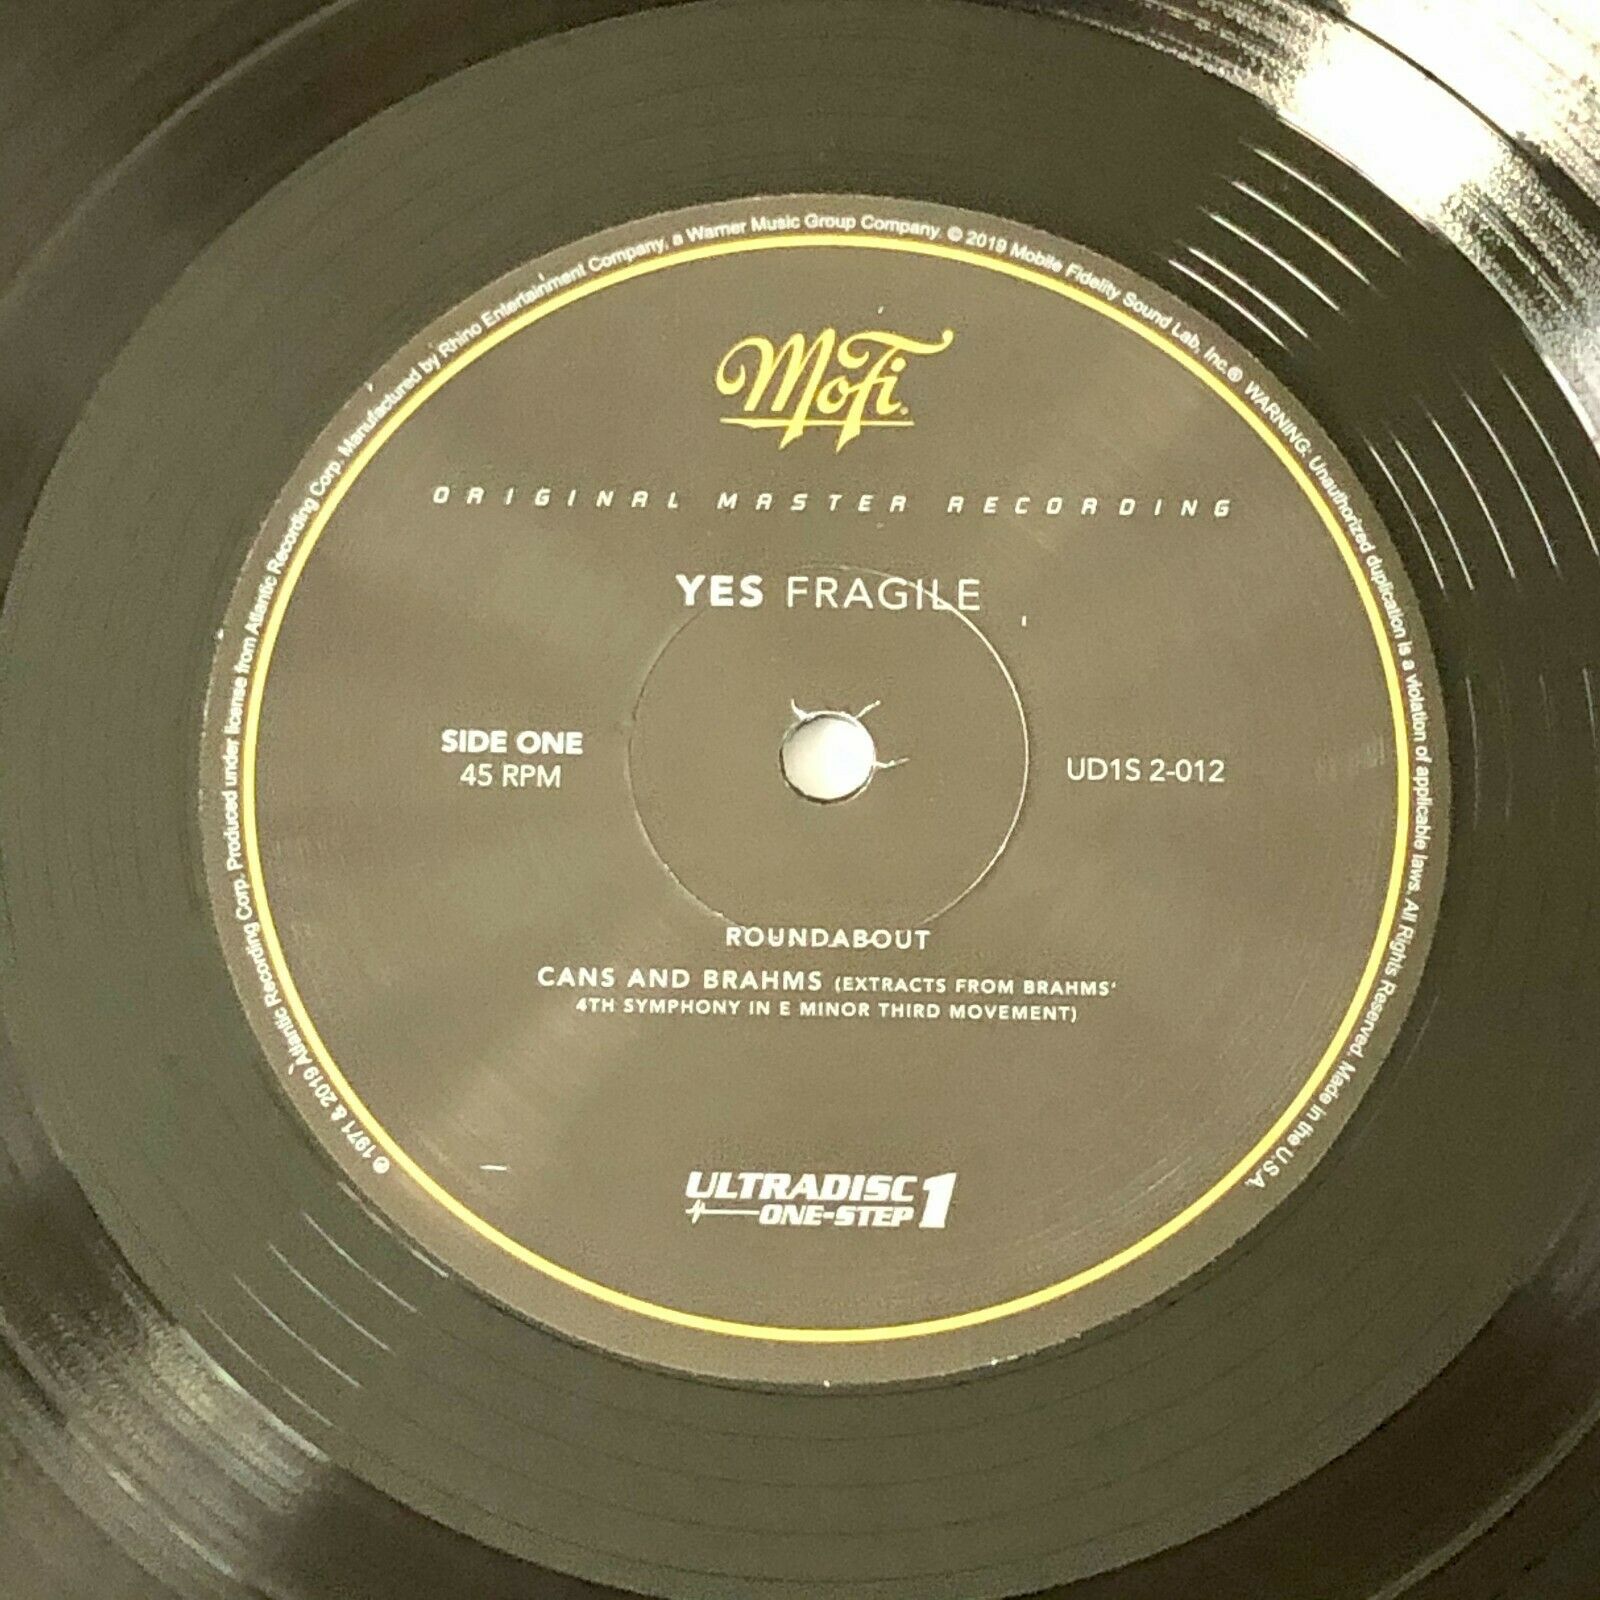 MoFi
ORIGINAL MASTER RECORDING
YES FRAGILE
SIDE ONE
45 RPM
UD1S 2-012
ROUNDABOUT
CANS AND BRAHMS (EXTRACTS FROM BRAHMS'
4TH SYMPHONY IN E MINOR THIRD MOVEMENT)
ULTRADISC 1
ONE-STEP
℗ 1971 & 2019 Atlantic Recording Corp. Produced under license from Atlantic Recording Corp. Manufactured by Rhino Entertainment Company, a Warner Music Group Company. © 2019 Mobile Fidelity Sound Lab, Inc.® WARNING: Unauthorized duplication is a violation of applicable laws. All Rights Reserved. Made in the U.S.A.